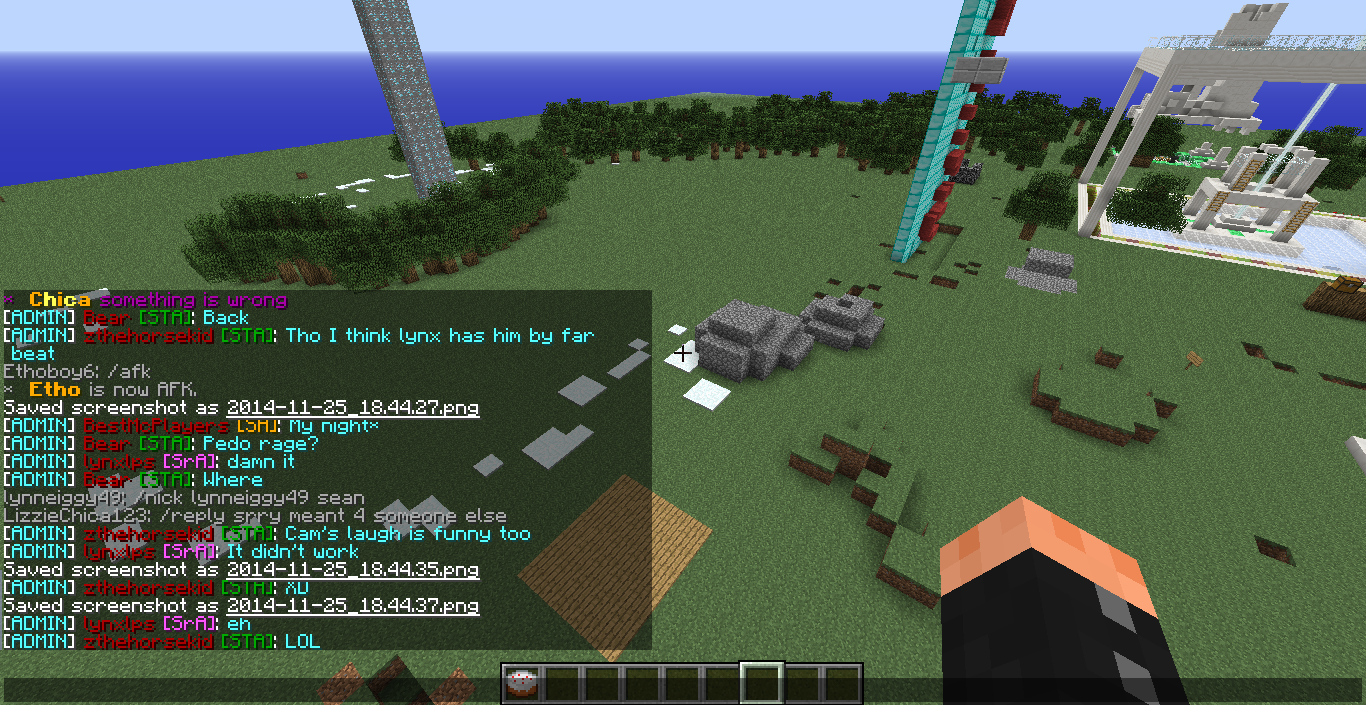 * Chica something is wrong
[ADMIN] Bear [STA]: Back
[ADMIN] zthehorsekid [STA]: Tho I think lynx has him by far
beat
Ethoboy6: /afk
* Etho is now AFK.
Saved screenshot as 2014-11-25_18.44.27.png
[ADMIN] BestMcPlayers [SA]: My night*
[ADMIN] Bear [STA]: Pedo rage?
[ADMIN] lynxlps [SrA]: damn it
[ADMIN] Bear [STA]: Where
lynneiggy49: /nick lynneiggy49 sean
LizzieChica123: /reply spry meant 4 someone else
[ADMIN] zthehorsekid [STA]: Cam's laugh is funny too
[ADMIN] lynxlps [SrA]: It didn't work
Saved screenshot as 2014-11-25_18.44.35.png
[ADMIN] zthehorsekid [STA]: XD
Saved screenshot as 2014-11-25_18.44.37.png
[ADMIN] lynxlps [SrA]: eh
[ADMIN] zthehorsekid [STA]: LOL